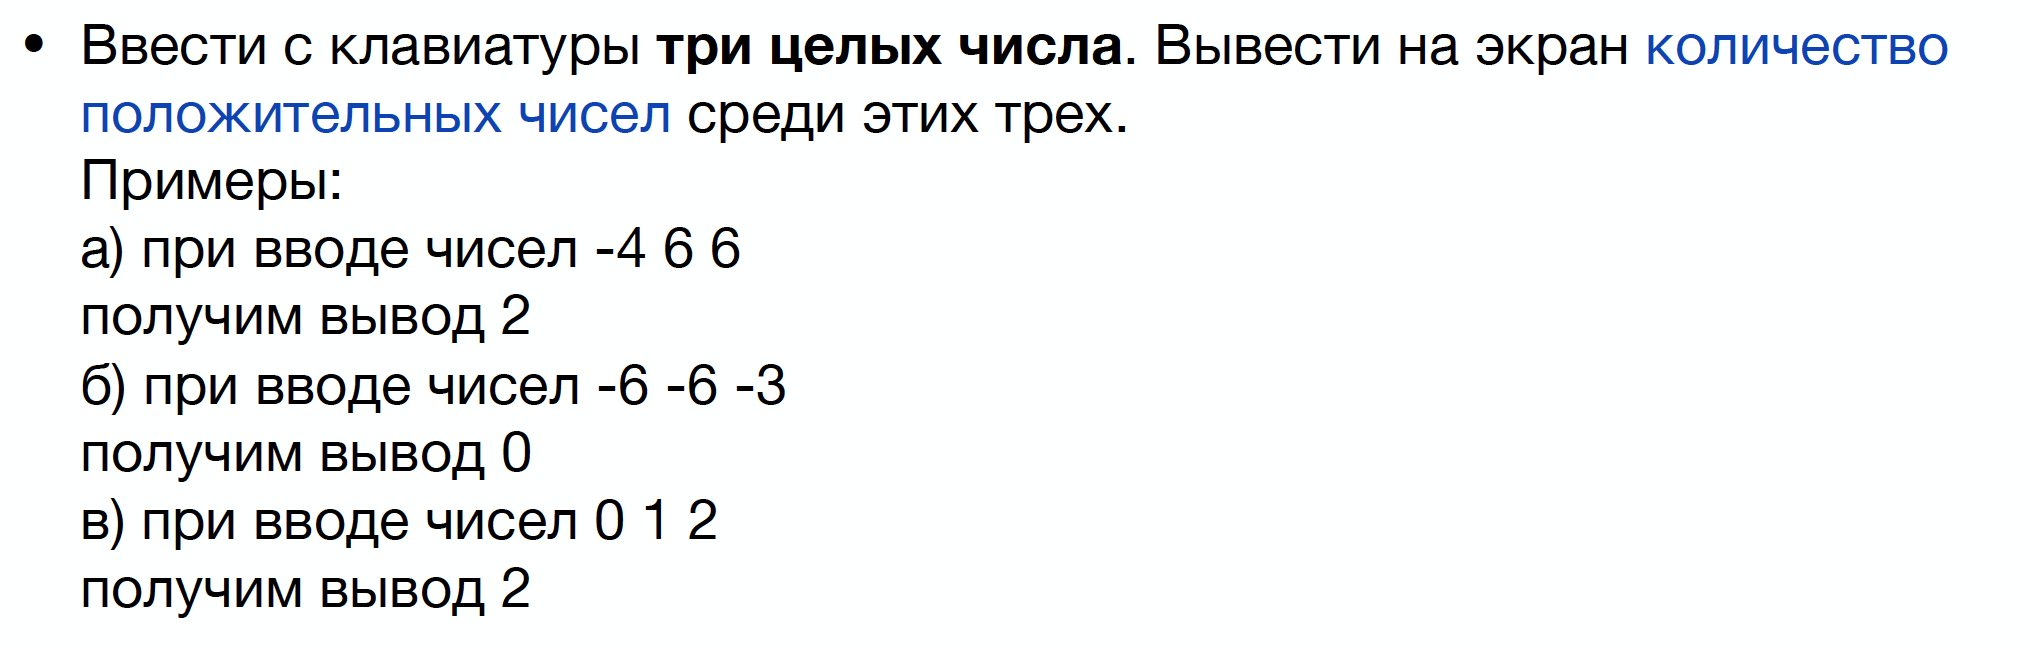 • Ввести с клавиатуры три целых числа. Вывести на экран количество
положительных чисел среди этих трех.
Примеры:
а) при вводе чисел -4 6 6
получим вывод 2
б) при вводе чисел -6 -6 -3
получим вывод 0
в) при вводе чисел 0 1 2
получим вывод 2